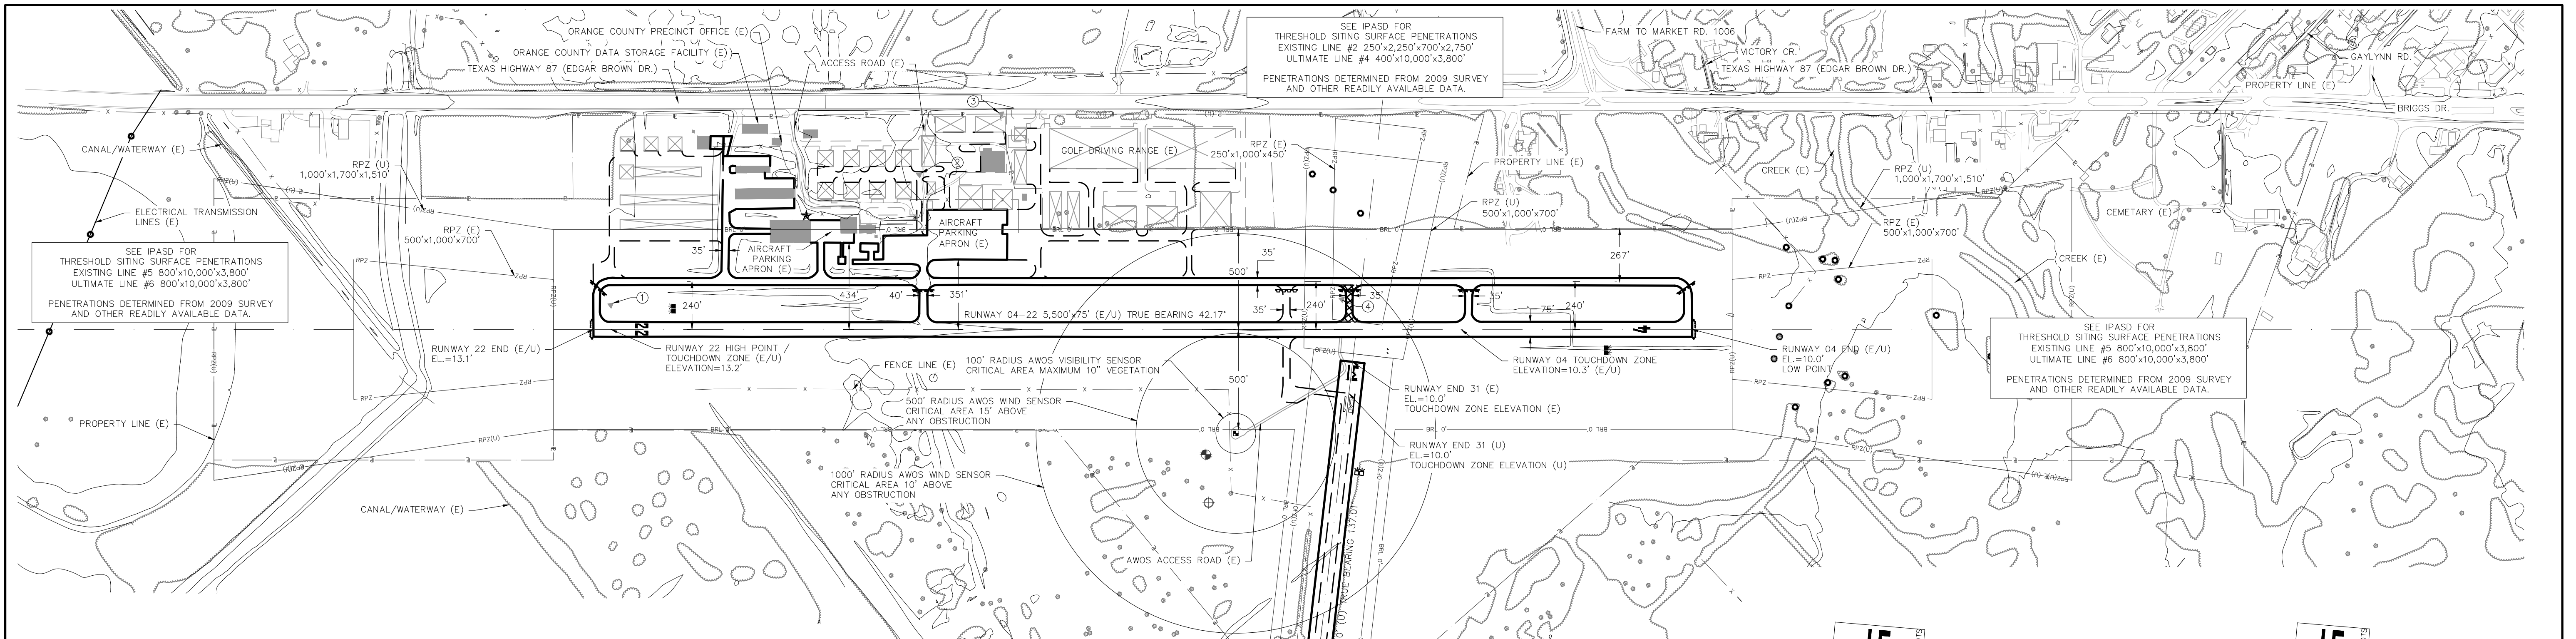 ORANGE COUNTY PRECINCT OFFICE (E)
ORANGE COUNTY DATA STORAGE FACILITY (E)
TEXAS HIGHWAY 87 (EDGAR BROWN DR.)
ACCESS ROAD (E)
SEE IPASD FOR
THRESHOLD SITING SURFACE PENETRATIONS
EXISTING LINE #2 250'x2,250'x700'x2,750'
ULTIMATE LINE #4 400'x10,000'x3,800'
PENETRATIONS DETERMINED FROM 2009 SURVEY
AND OTHER READILY AVAILABLE DATA.
FARM TO MARKET RD. 1006
VICTORY CR.
TEXAS HIGHWAY 87 (EDGAR BROWN DR.)
GAYLYNN RD.
PROPERTY LINE (E)
BRIGGS DR.
CANAL/WATERWAY (E)
RPZ (U)
1,000'x1,700'x1,510'
ELECTRICAL TRANSMISSION
LINES (E)
RPZ (E)
500'x1,000'x700'
SEE IPASD FOR
THRESHOLD SITING SURFACE PENETRATIONS
EXISTING LINE #5 800'x10,000'x3,800'
ULTIMATE LINE #6 800'x10,000'x3,800'
PENETRATIONS DETERMINED FROM 2009 SURVEY
AND OTHER READILY AVAILABLE DATA.
3
2
GOLF DRIVING RANGE (E)
RPZ (E)
250'x1,000'x450'
PROPERTY LINE (E)
RPZ (U)
500'x1,000'x700'
CREEK (E)
RPZ (U)
1,000'x1,700'x1,510'
RPZ (E)
500'x1,000'x700'
CEMETARY (E)
CREEK (E)
AIRCRAFT
PARKING
APRON (E)
AIRCRAFT
PARKING
APRON (E)
35'
BRL 0'
500'
35'
267'
1
240'
434'
40'
351'
35'
240'
35'
4
35'
75'
240'
RUNWAY 04-22 5,500'x75' (E/U) TRUE BEARING 42.17°
22
4
RUNWAY 22 END (E/U)
EL.=13.1'
RUNWAY 22 HIGH POINT /
TOUCHDOWN ZONE (E/U)
ELEVATION=13.2'
FENCE LINE (E)
100' RADIUS AWOS VISIBILITY SENSOR
CRITICAL AREA MAXIMUM 10" VEGETATION
500' RADIUS AWOS WIND SENSOR
CRITICAL AREA 15' ABOVE
ANY OBSTRUCTION
500'
RUNWAY 04 TOUCHDOWN ZONE
ELEVATION=10.3' (E/U)
RUNWAY 04 END (E/U)
EL.=10.0'
LOW POINT
SEE IPASD FOR
THRESHOLD SITING SURFACE PENETRATIONS
EXISTING LINE #5 800'x10,000'x3,800'
ULTIMATE LINE #6 800'x10,000'x3,800'
PENETRATIONS DETERMINED FROM 2009 SURVEY
AND OTHER READILY AVAILABLE DATA.
RUNWAY END 31 (E)
EL.=10.0'
TOUCHDOWN ZONE ELEVATION (E)
RUNWAY END 31 (U)
EL.=10.0'
TOUCHDOWN ZONE ELEVATION (U)
PROPERTY LINE (E)
1000' RADIUS AWOS WIND SENSOR
CRITICAL AREA 10' ABOVE
ANY OBSTRUCTION
CANAL/WATERWAY (E)
AWOS ACCESS ROAD (E)
(U) TRUE BEARING 137.01°